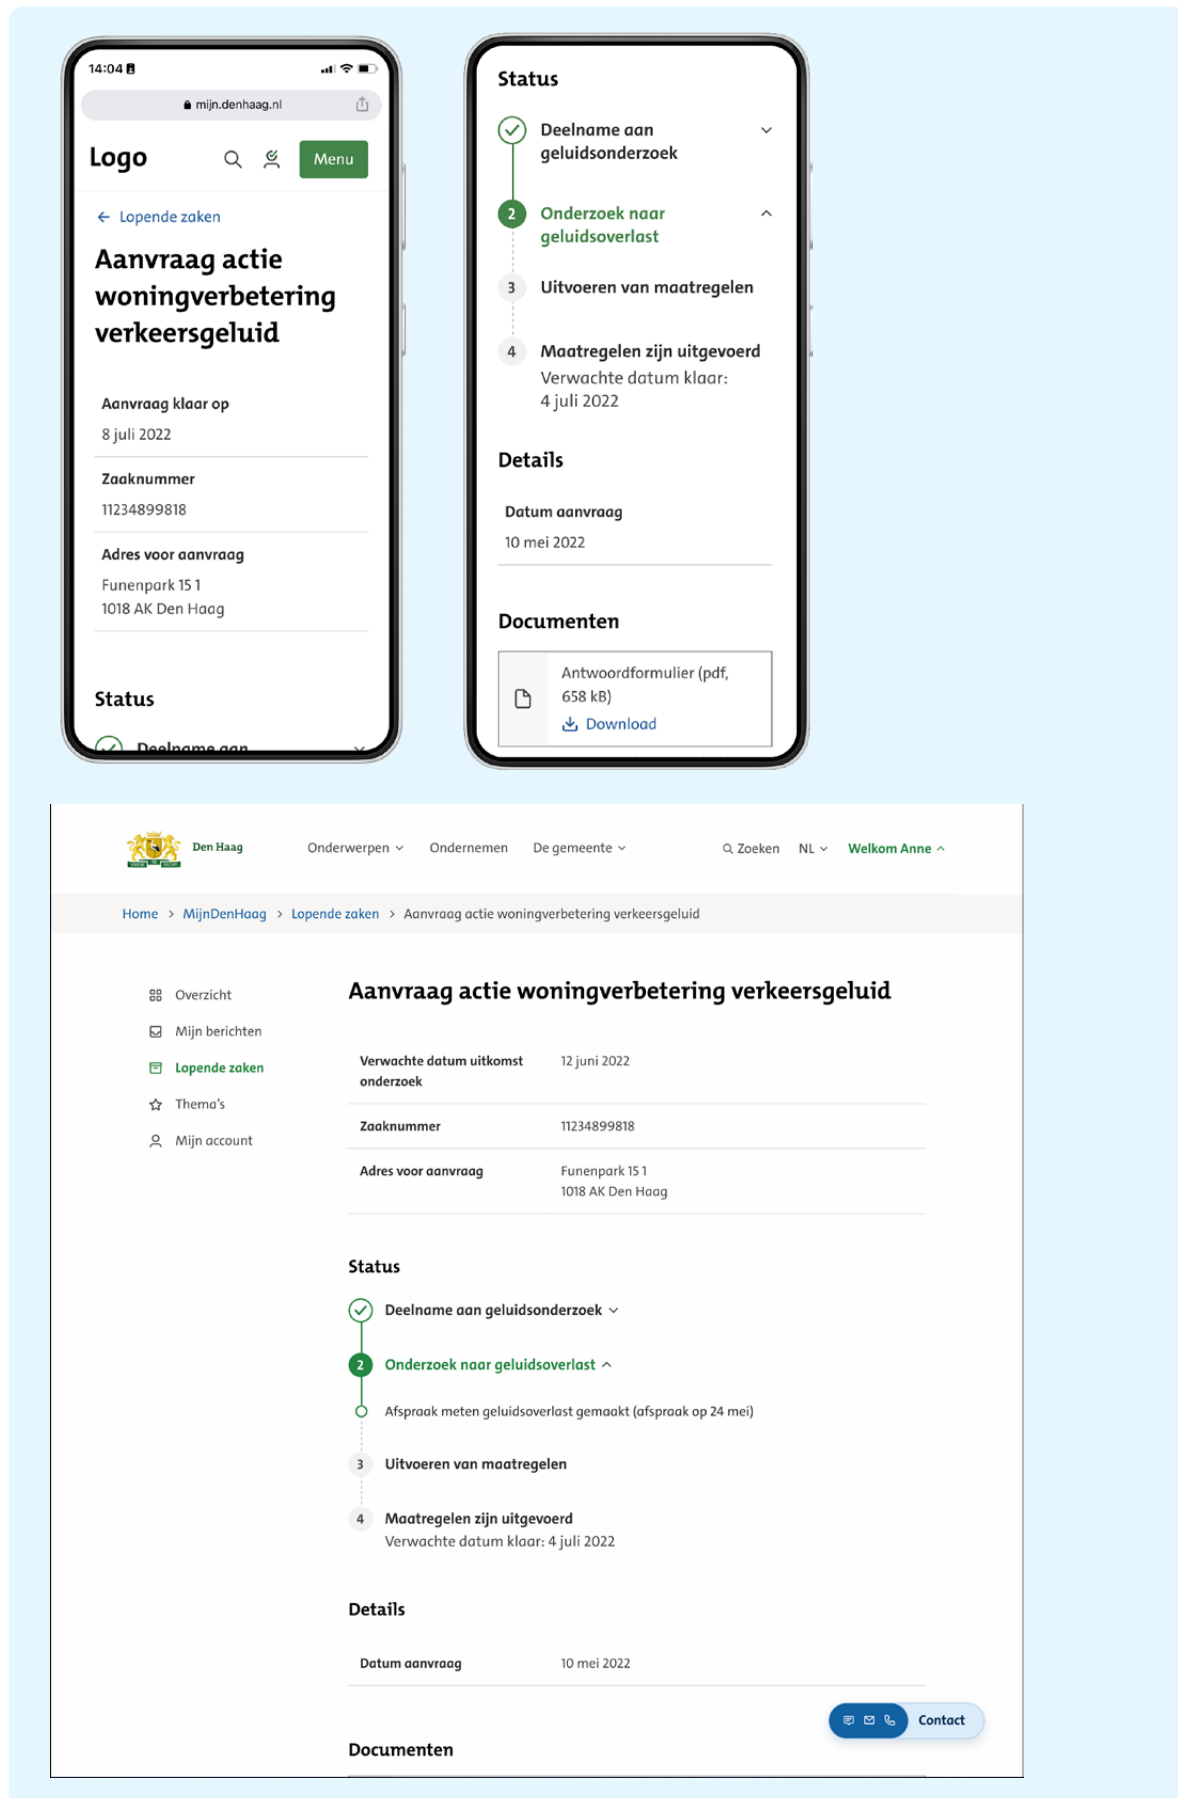 14:04
mijn.denhaag.nl
Logo
Menu
← Lopende zaken
Aanvraag actie
woningverbetering
verkeersgeluid
Aanvraag klaar op
8 juli 2022
Zaaknummer
11234899818
Adres voor aanvraag
Funenpark 15 1
1018 AK Den Haag
Status
Deelname aan
Status
Deelname aan
geluidsonderzoek
2 Onderzoek naar
geluidsoverlast
3 Uitvoeren van maatregelen
4 Maatregelen zijn uitgevoerd
Verwachte datum klaar:
4 juli 2022
Details
Datum aanvraag
10 mei 2022
Documenten
Antwoordformulier (pdf,
658 kB)
Download
Den Haag Onderwerpen Ondernemen De gemeente Zoeken NL Welkom Anne
Home > MijnDenHaag > Lopende zaken > Aanvraag actie woningverbetering verkeersgeluid
Overzicht
Mijn berichten
Lopende zaken
Thema's
Mijn account
Aanvraag actie woningverbetering verkeersgeluid
Verwachte datum uitkomst 12 juni 2022
onderzoek
Zaaknummer 11234899818
Adres voor aanvraag Funenpark 15 1
1018 AK Den Haag
Status
Deelname aan geluidsonderzoek
2 Onderzoek naar geluidsoverlast
Afspraak meten geluidsoverlast gemaakt (afspraak op 24 mei)
3 Uitvoeren van maatregelen
4 Maatregelen zijn uitgevoerd
Verwachte datum klaar: 4 juli 2022
Details
Datum aanvraag 10 mei 2022
Contact
Documenten